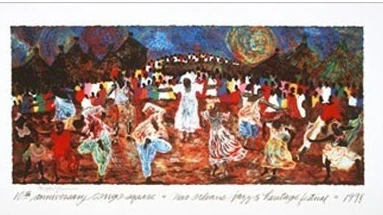 10th anniversary Congo square • New orleans jazz & heritage festival • 1998